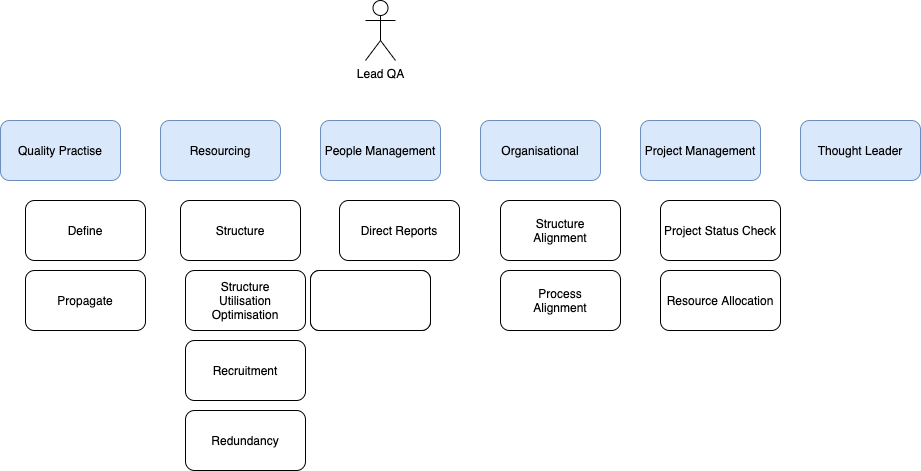 Lead QA
Quality Practise
Resourcing
People Management
Organisational
Project Management
Thought Leader
Define
Structure
Direct Reports
Structure
Alignment
Project Status Check
Propagate
Structure
Utilisation
Optimisation
Process
Alignment
Resource Allocation
Recruitment
Redundancy